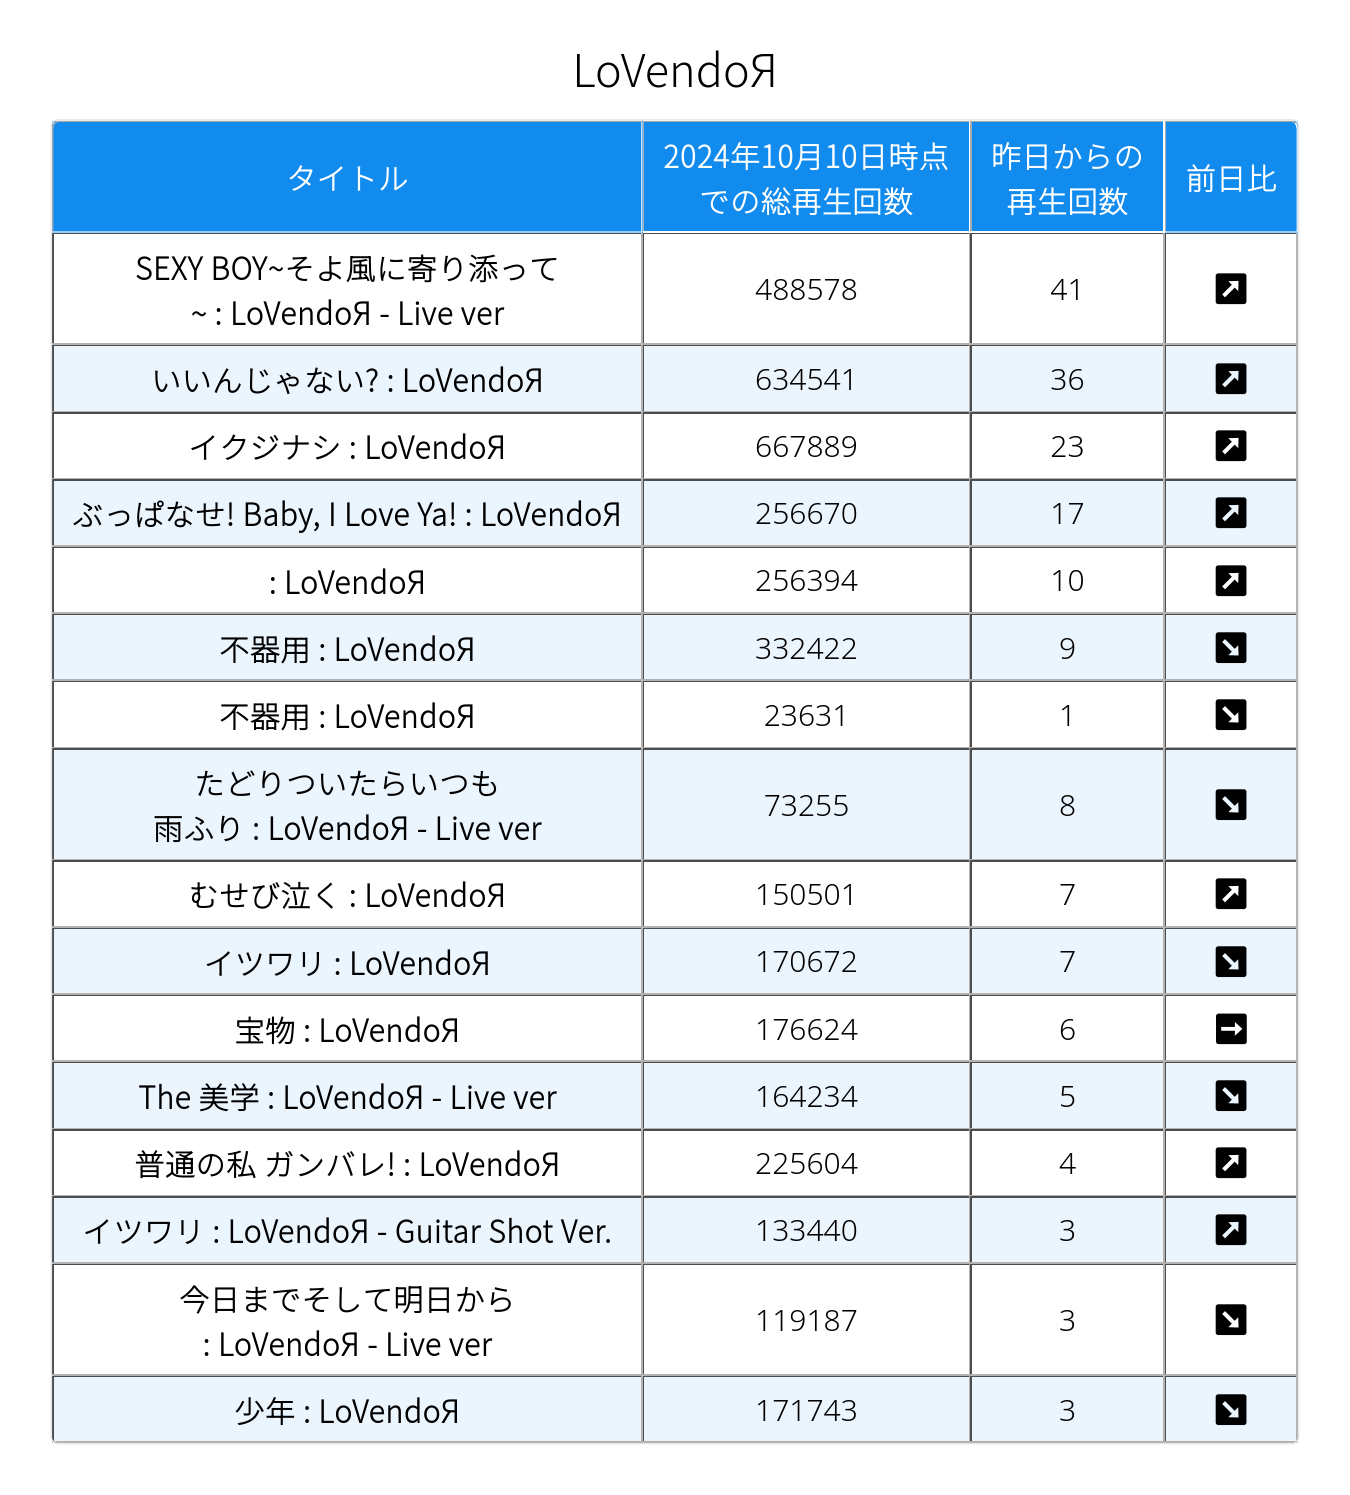 LoVendoЯ
タイトル
2024年10月10日時点
での総再生回数
昨日からの
再生回数
前日比
SEXY BOY~そよ風に寄り添って
~ : LoVendoЯ - Live ver
488578
41
いいんじゃない? : LoVendoЯ
634541
36
イクジナシ : LoVendoЯ
667889
23
ぶっぱなせ! Baby, I Love Ya! : LoVendoЯ
256670
17
: LoVendoЯ
256394
10
不器用 : LoVendoЯ
332422
9
不器用 : LoVendoЯ
23631
1
たどりついたらいつも
雨ふり : LoVendoЯ - Live ver
73255
8
むせび泣く : LoVendoЯ
150501
7
イツワリ : LoVendoЯ
170672
7
宝物 : LoVendoЯ
176624
6
The 美学 : LoVendoЯ - Live ver
164234
5
普通の私 ガンバレ! : LoVendoЯ
225604
4
イツワリ : LoVendoЯ - Guitar Shot Ver.
133440
3
今日までそして明日から
: LoVendoЯ - Live ver
119187
3
少年 : LoVendoЯ
171743
3